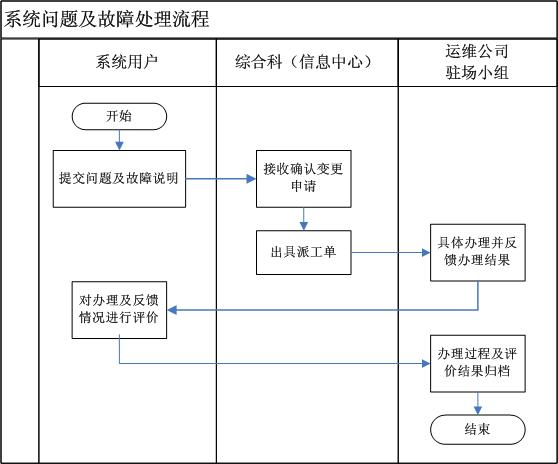 系统问题及故障处理流程
系统用户
综合科（信息中心）
运维公司
驻场小组
开始
提交问题及故障说明
接收确认变更
申请
出具派工单
具体办理并反
馈办理结果
对办理及反馈
情况进行评价
办理过程及评
价结果归档
结束